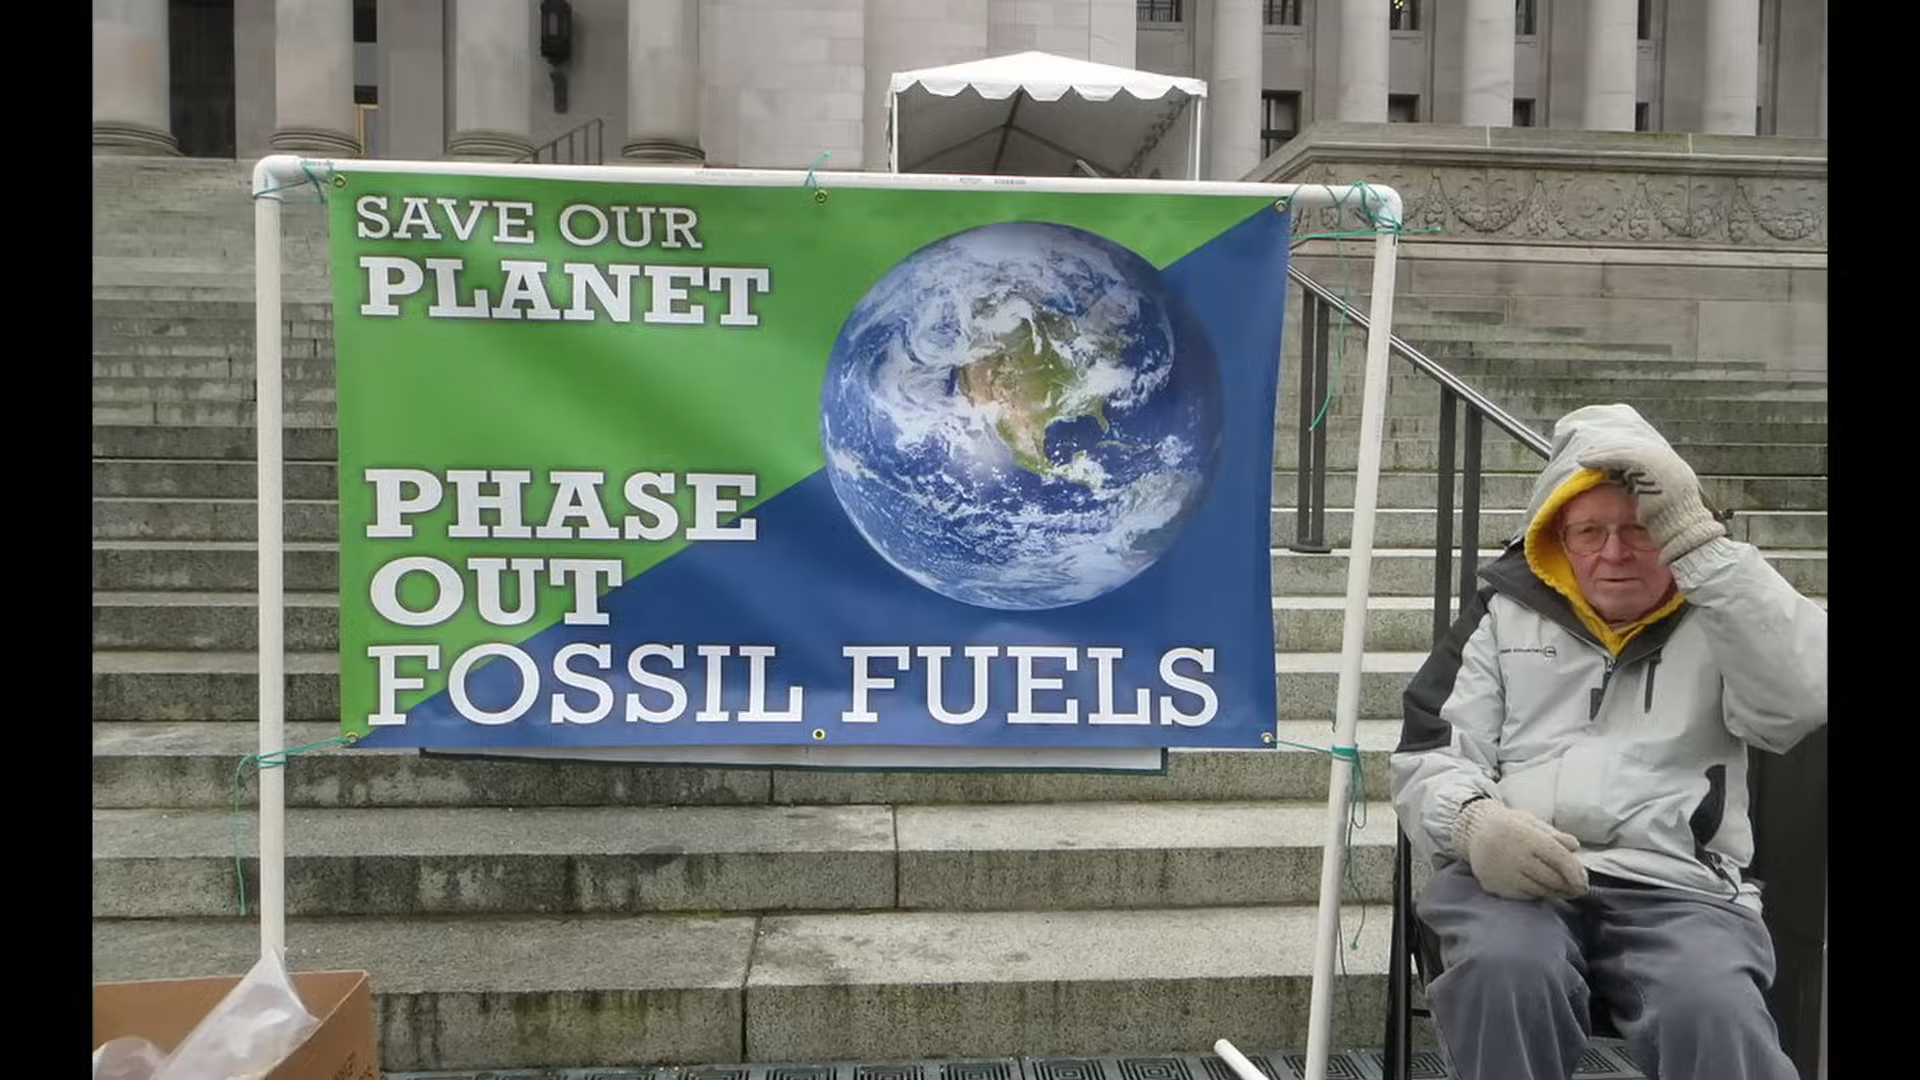 SAVE OUR
PLANET
PHASE
OUT
FOSSIL FUELS